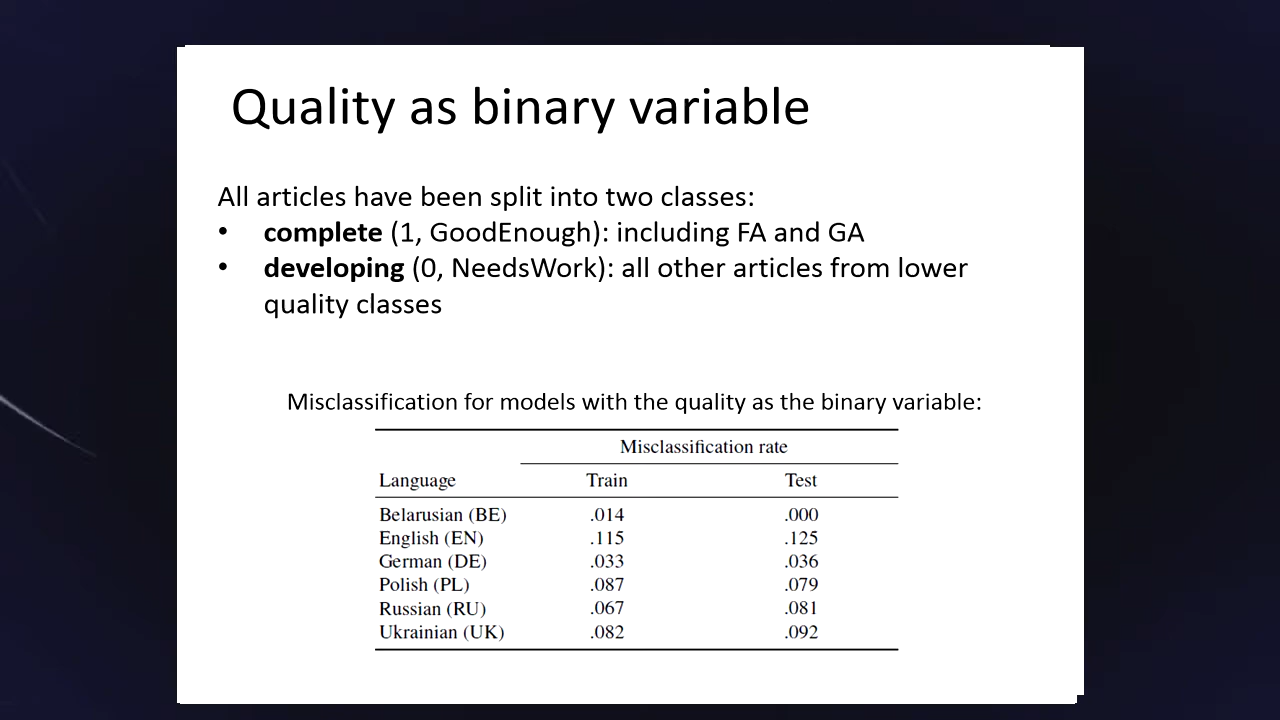 Quality as binary variable
All articles have been split into two classes:
• complete (1, GoodEnough): including FA and GA
• developing (0, NeedsWork): all other articles from lower
quality classes
Misclassification for models with the quality as the binary variable:
Misclassification rate
Language Train Test
Belarusian (BE) .014 .000
English (EN) .115 .125
German (DE) .033 .036
Polish (PL) .087 .079
Russian (RU) .067 .081
Ukrainian (UK) .082 .092